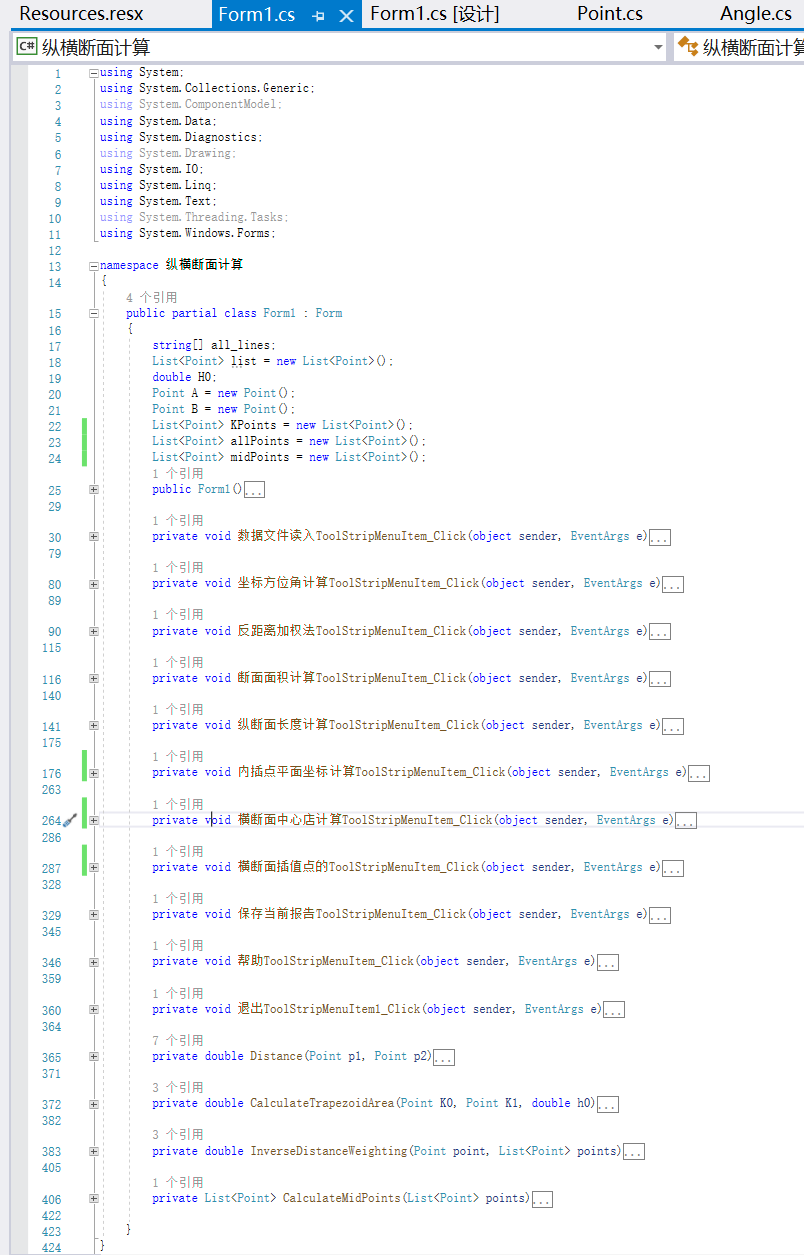 Resources.resx Form1.cs Form1.cs [设计] Point.cs Angle.cs
C# 纵横断面计算 纵横断面计算
1 using System;
2 using System.Collections.Generic;
3 using System.ComponentModel;
4 using System.Data;
5 using System.Diagnostics;
6 using System.Drawing;
7 using System.IO;
8 using System.Linq;
9 using System.Text;
10 using System.Threading.Tasks;
11 using System.Windows.Forms;
12
13 namespace 纵横断面计算
14 {
4 个引用
15 public partial class Form1 : Form
16 {
17 string[] all_lines;
18 List<Point> list = new List<Point>();
19 double H0;
20 Point A = new Point();
21 Point B = new Point();
22 List<Point> KPoints = new List<Point>();
23 List<Point> allPoints = new List<Point>();
24 List<Point> midPoints = new List<Point>();
1 个引用
25 public Form1()...
29
1 个引用
30 private void 数据文件读入ToolStripMenuItem_Click(object sender, EventArgs e)...
79
1 个引用
80 private void 坐标方位角计算ToolStripMenuItem_Click(object sender, EventArgs e)...
89
1 个引用
90 private void 反距离加权法ToolStripMenuItem_Click(object sender, EventArgs e)...
115
1 个引用
116 private void 断面面积计算ToolStripMenuItem_Click(object sender, EventArgs e)...
140
1 个引用
141 private void 纵断面长度计算ToolStripMenuItem_Click(object sender, EventArgs e)...
175
1 个引用
176 private void 内插点平面坐标计算ToolStripMenuItem_Click(object sender, EventArgs e)...
263
1 个引用
264 private void 横断面中心店计算ToolStripMenuItem_Click(object sender, EventArgs e)...
286
1 个引用
287 private void 横断面插值点的ToolStripMenuItem_Click(object sender, EventArgs e)...
328
1 个引用
329 private void 保存当前报告ToolStripMenuItem_Click(object sender, EventArgs e)...
345
1 个引用
346 private void 帮助ToolStripMenuItem_Click(object sender, EventArgs e)...
359
1 个引用
360 private void 退出ToolStripMenuItem1_Click(object sender, EventArgs e)...
364
7 个引用
365 private double Distance(Point p1, Point p2)...
371
3 个引用
372 private double CalculateTrapezoidArea(Point K0, Point K1, double h0)...
382
3 个引用
383 private double InverseDistanceWeighting(Point point, List<Point> points)...
405
1 个引用
406 private List<Point> CalculateMidPoints(List<Point> points)...
422
423 }
424 }